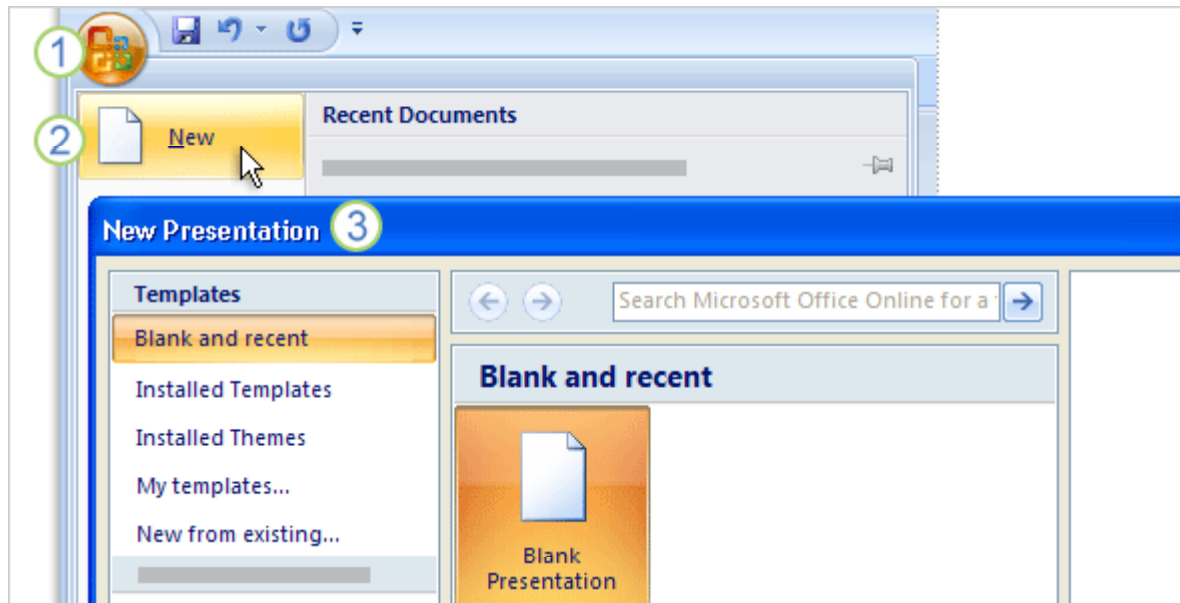 1
2
New
Recent Documents
New Presentation 3
Templates
Blank and recent
Installed Templates
Installed Themes
My templates...
New from existing...
Search Microsoft Office Online for a
Blank and recent
Blank
Presentation